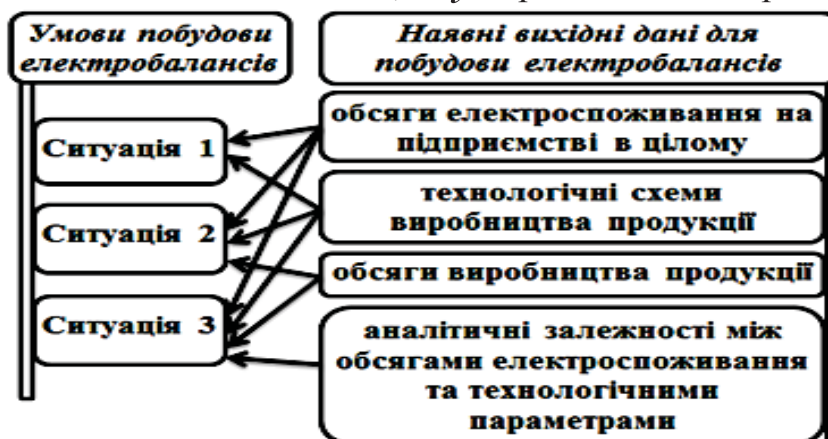 Умови побудови
електробалансів
Наявні вихідні дані для
побудови електробалансів
Ситуація 1
Ситуація 2
Ситуація 3
обсяги електроспоживання на
підприємстві в цілому
технологічні схеми
виробництва продукції
обсяги виробництва продукції
аналітичні залежності між
обсягами електроспоживання
та технологічними
параметрами